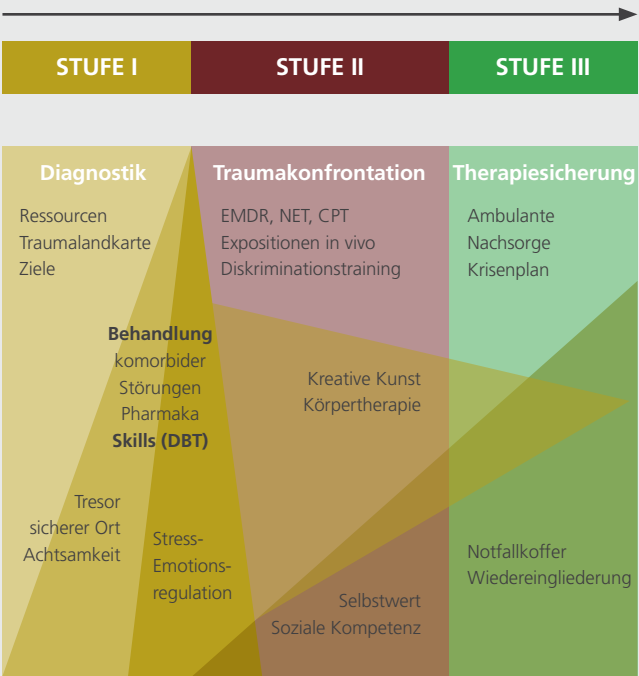 STUFE I
STUFE II
STUFE III
Diagnostik
Ressourcen
Traumalandkarte
Ziele
Behandlung
komorbider
Störungen
Pharmaka
Skills (DBT)
Tresor
sicherer Ort
Achtsamkeit
Stress-
Emotions-
regulation
Traumakonfrontation
EMDR, NET, CPT
Expositionen in vivo
Diskriminationstraining
Kreative Kunst
Körpertherapie
Selbstwert
Soziale Kompetenz
Therapiesicherung
Ambulante
Nachsorge
Krisenplan
Notfallkoffer
Wiedereingliederung